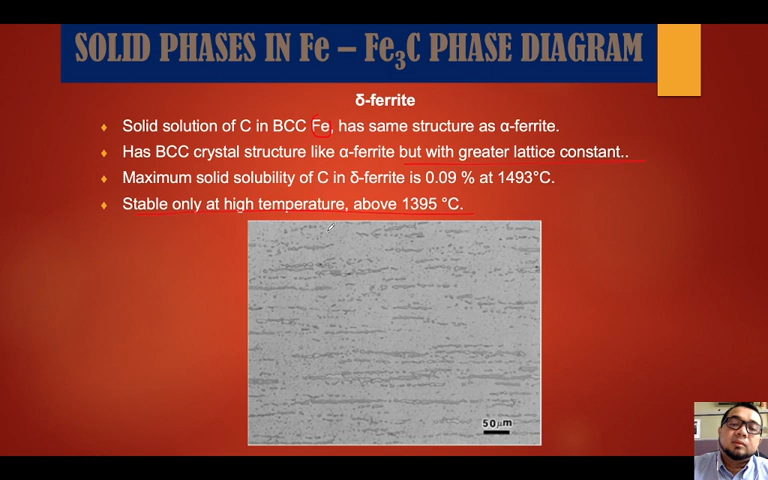 SOLID PHASES IN Fe – Fe₃C PHASE DIAGRAM
δ-ferrite
Solid solution of C in BCC Fe, has same structure as α-ferrite.
Has BCC crystal structure like α-ferrite but with greater lattice constant..
Maximum solid solubility of C in δ-ferrite is 0.09 % at 1493°C.
Stable only at high temperature, above 1395 °C.
50µm